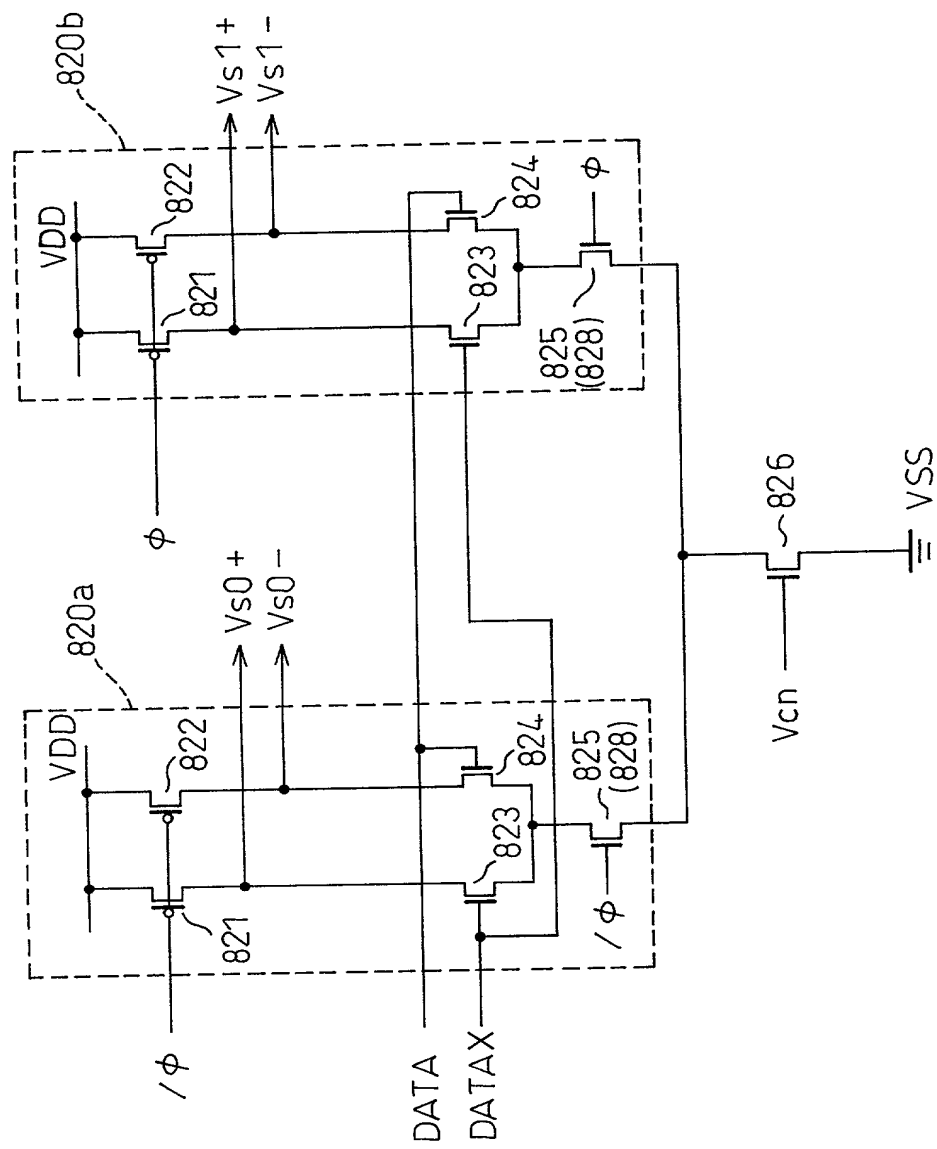 820a
VDD
822
821
/φ
Vs0+
Vs0−
824
823
825
(828)
/φ
DATA
DATAX
820b
VDD
822
821
φ
Vs1+
Vs1−
824
823
825
(828)
φ
Vcn
826
VSS